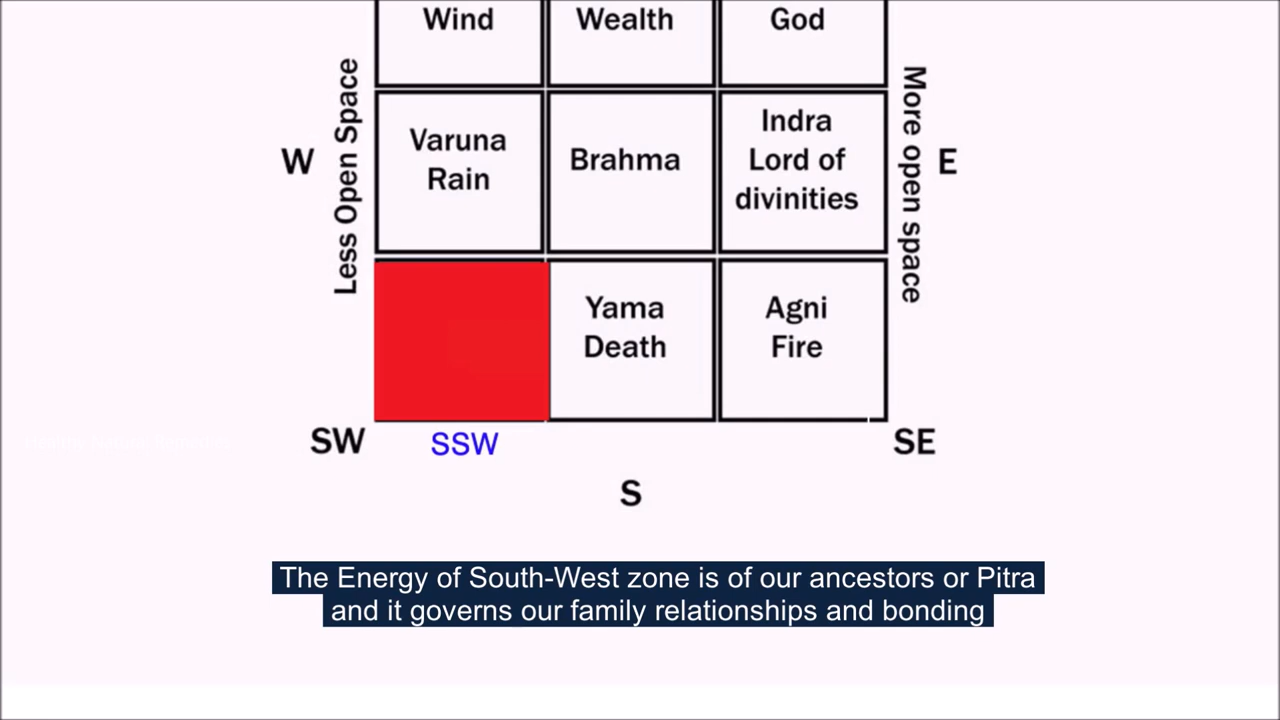 Wind
Wealth
God
Less Open Space
W
Varuna
Rain
Brahma
Indra
Lord of
divinities
More open space
E
Yama
Death
Agni
Fire
SW
SSW
SE
S
The Energy of South-West zone is of our ancestors or Pitra
and it governs our family relationships and bonding